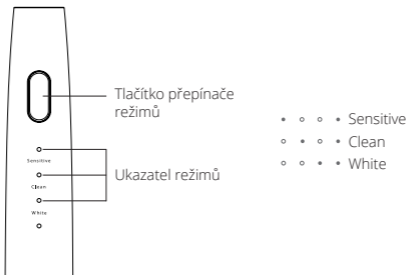 Tlačítko přepínače
režimů
Sensitive
Clean
White
Ukazatel režimů
Sensitive
Clean
White